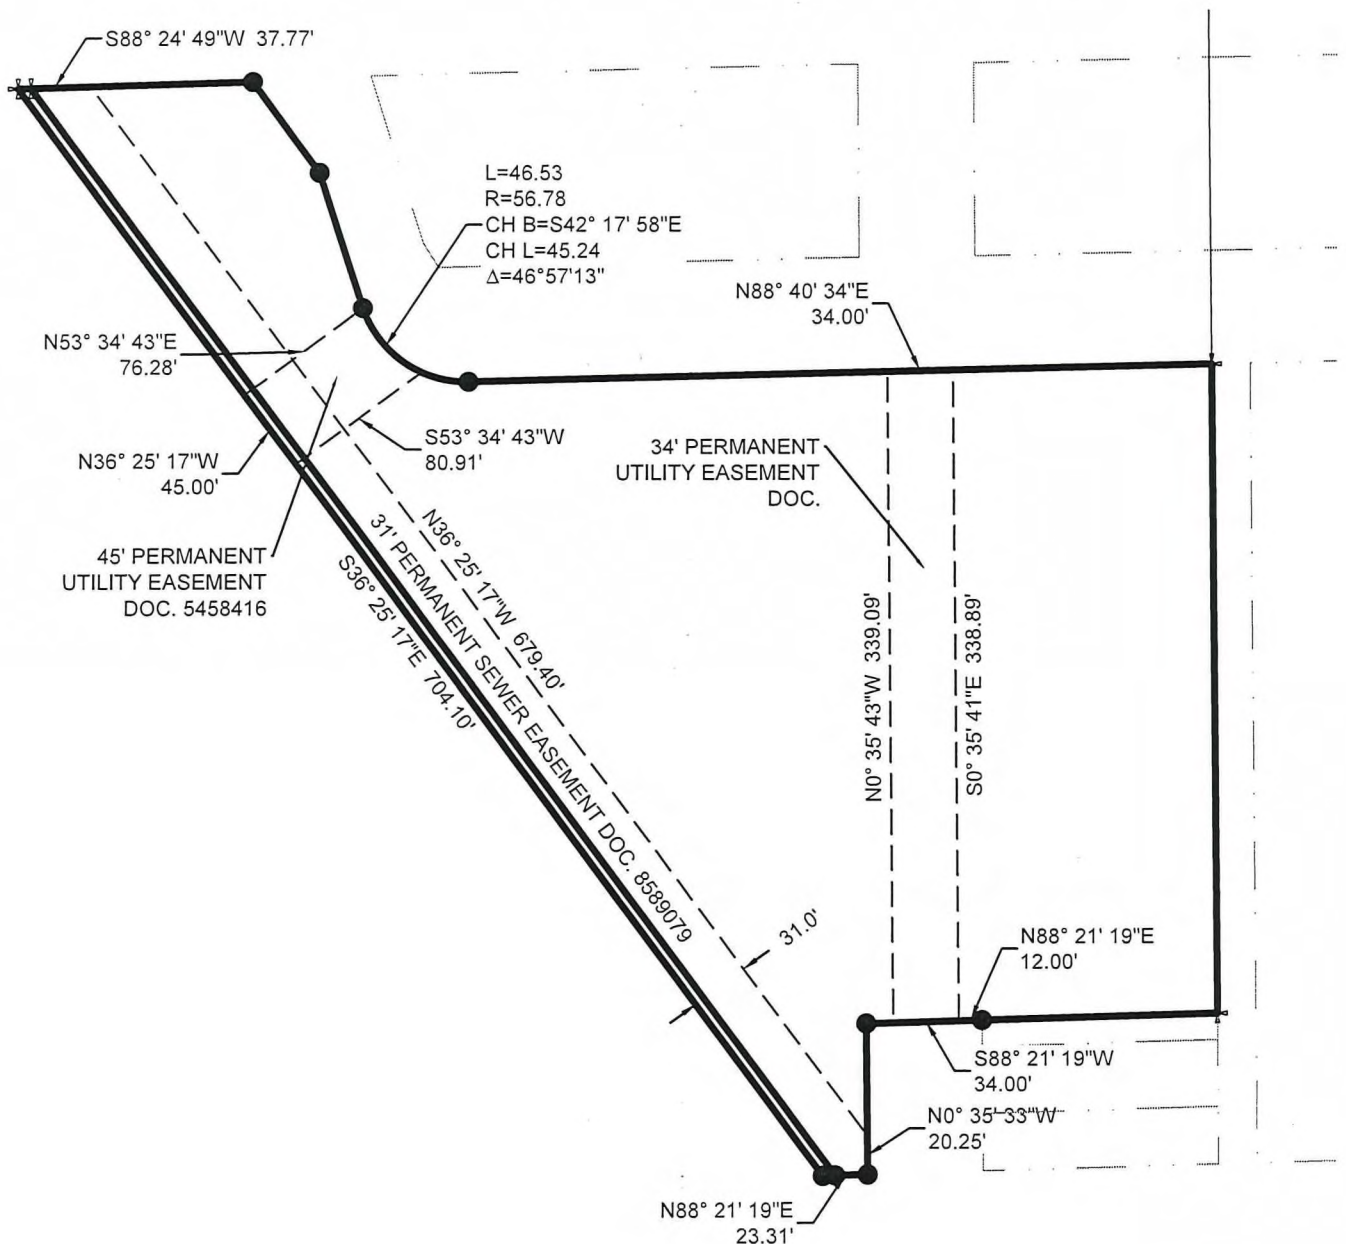 S88° 24' 49"W 37.77'
L=46.53
R=56.78
CH B=S42° 17' 58"E
CH L=45.24
Δ=46°57'13"
N88° 40' 34"E
34.00'
N53° 34' 43"E
76.28'
S53° 34' 43"W
80.91'
N36° 25' 17"W
45.00'
34' PERMANENT
UTILITY EASEMENT
DOC.
45' PERMANENT
UTILITY EASEMENT
DOC. 5458416
N36° 25' 17"W 679.40'
31' PERMANENT SEWER EASEMENT DOC. 8589079
S36° 25' 17"E 704.10'
N0° 35' 43"W 339.09'
S0° 35' 41"E 338.89'
31.0'
N88° 21' 19"E
12.00'
S88° 21' 19"W
34.00'
N0° 35' 33"W
20.25'
N88° 21' 19"E
23.31'